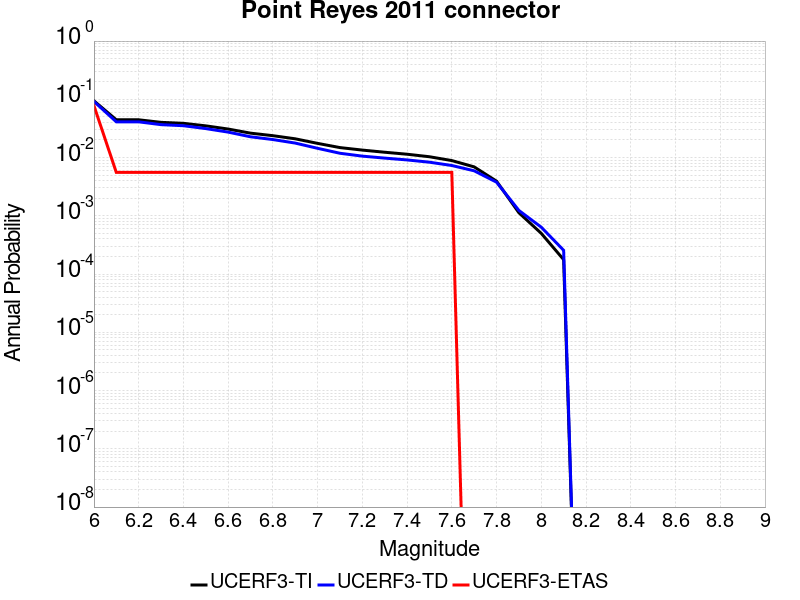 Point Reyes 2011 connector
10^0
10^-1
10^-2
10^-3
10^-4
10^-5
10^-6
10^-7
10^-8
Annual Probability
6 6.2 6.4 6.6 6.8 7 7.2 7.4 7.6 7.8 8 8.2 8.4 8.6 8.8 9
Magnitude
UCERF3-TI UCERF3-TD UCERF3-ETAS